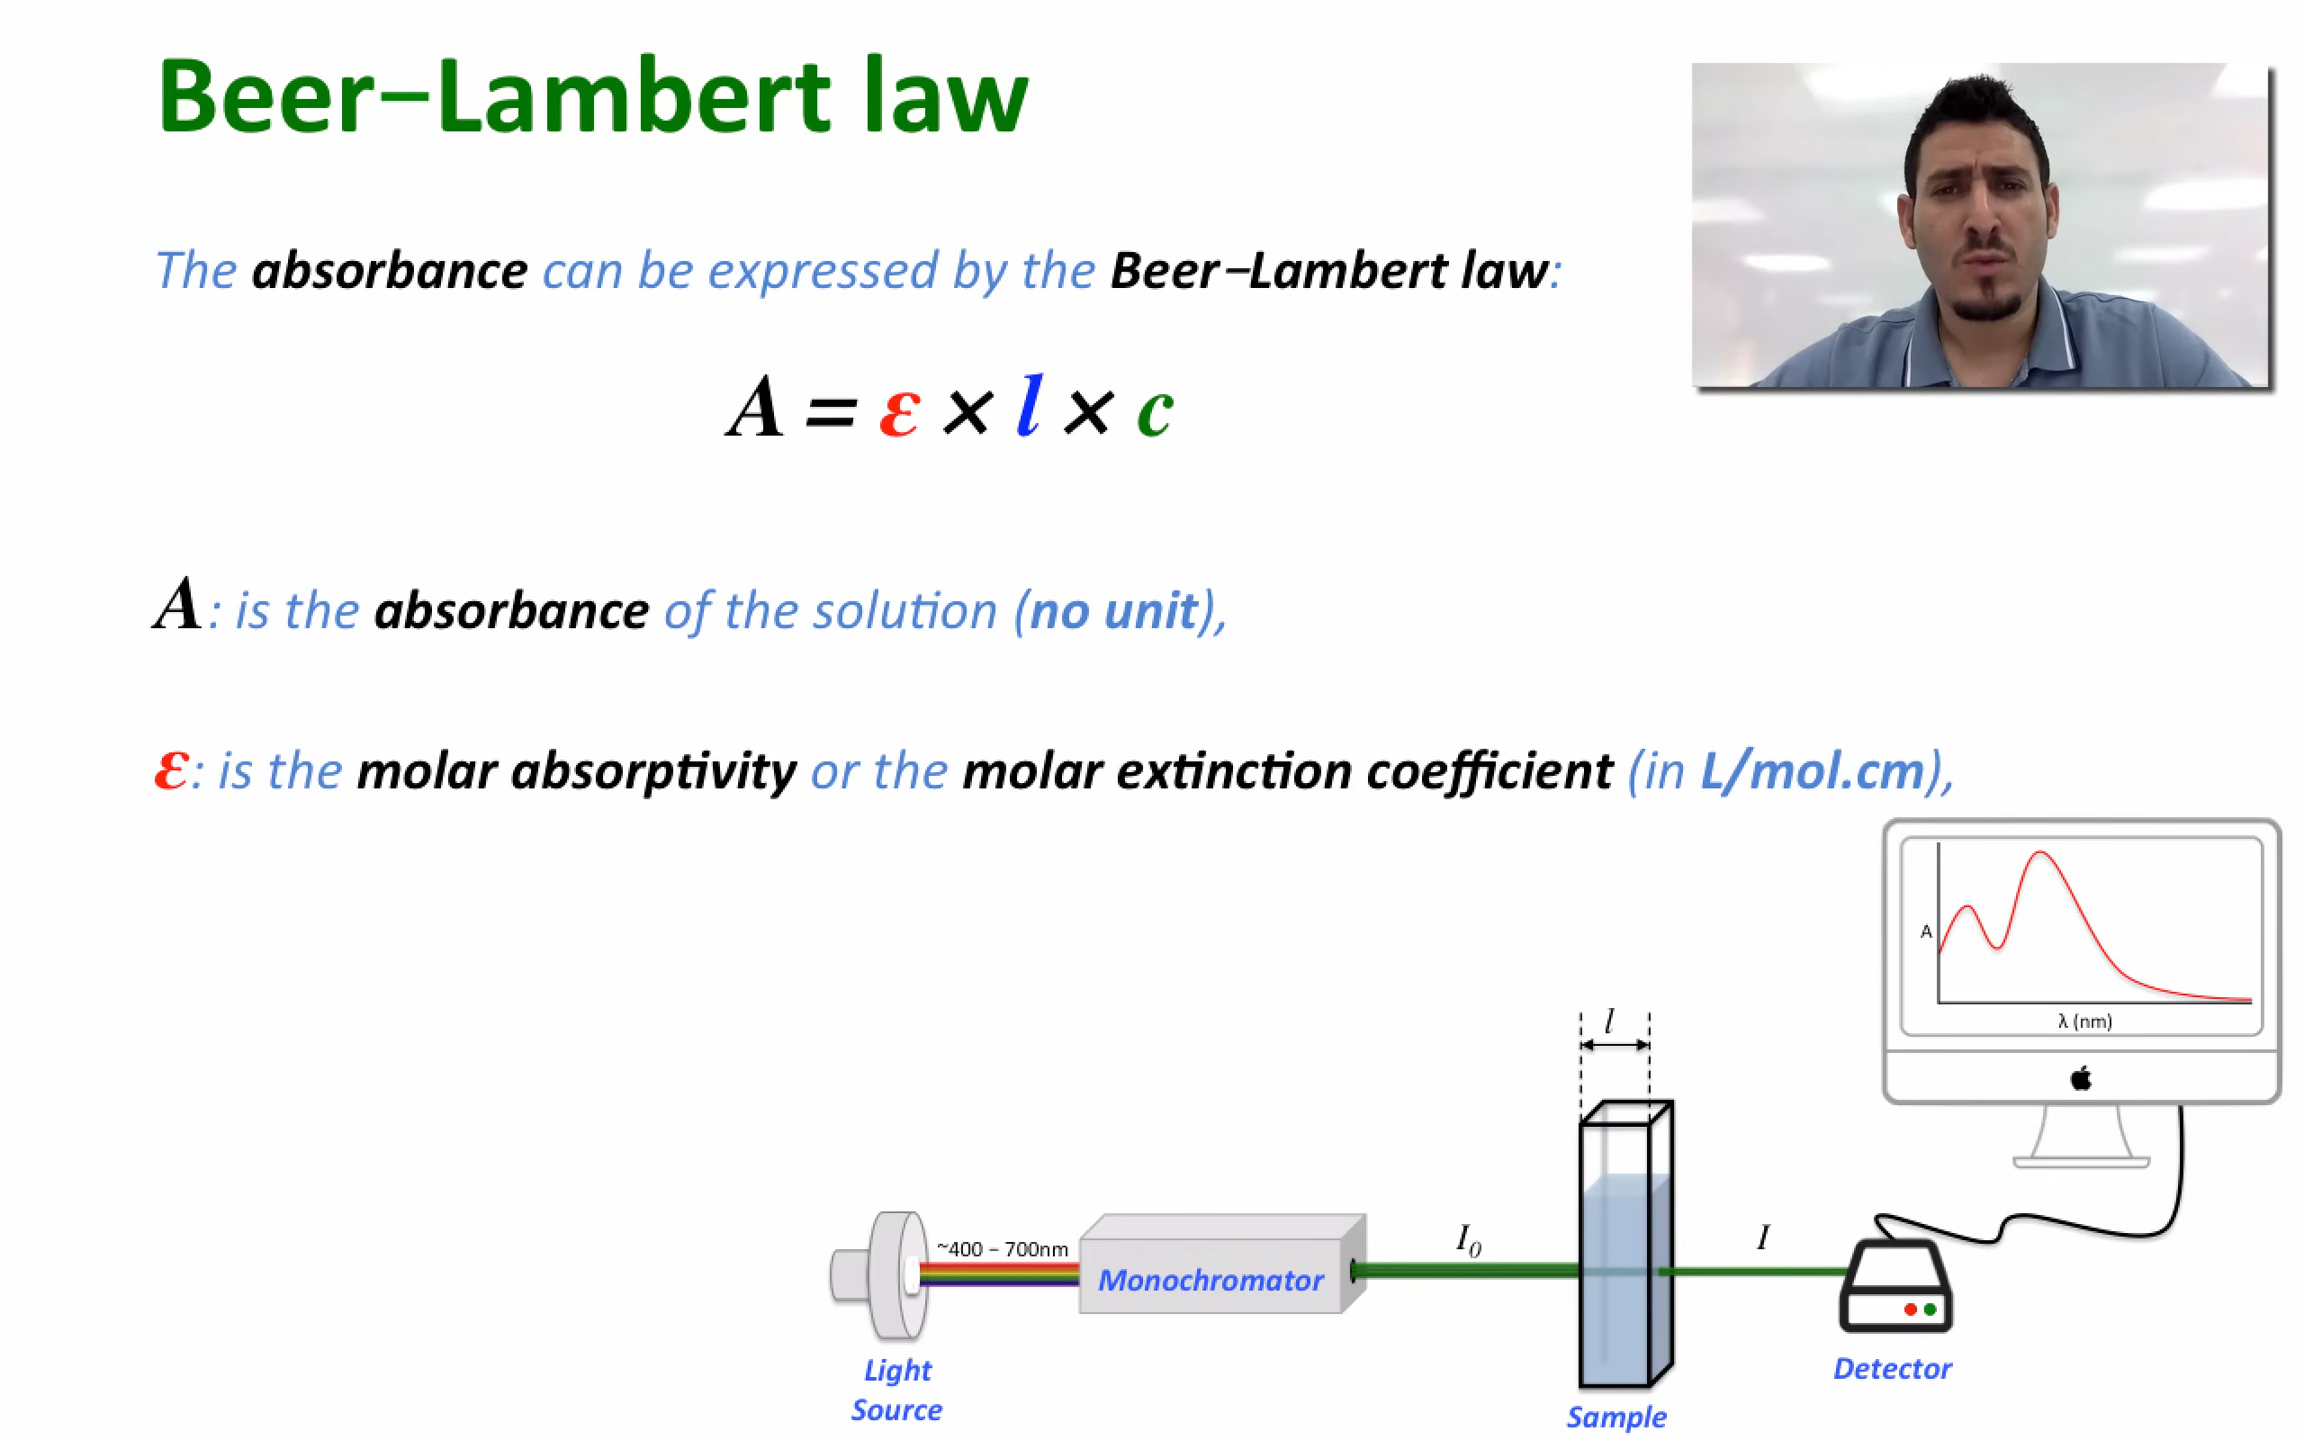 Beer–Lambert law
The absorbance can be expressed by the Beer–Lambert law:
A = ε × l × c
A: is the absorbance of the solution (no unit),
ε: is the molar absorptivity or the molar extinction coefficient (in L/mol.cm),
A
λ (nm)
l
~400 – 700nm
Monochromator
I₀
I
Light
Source
Sample
Detector